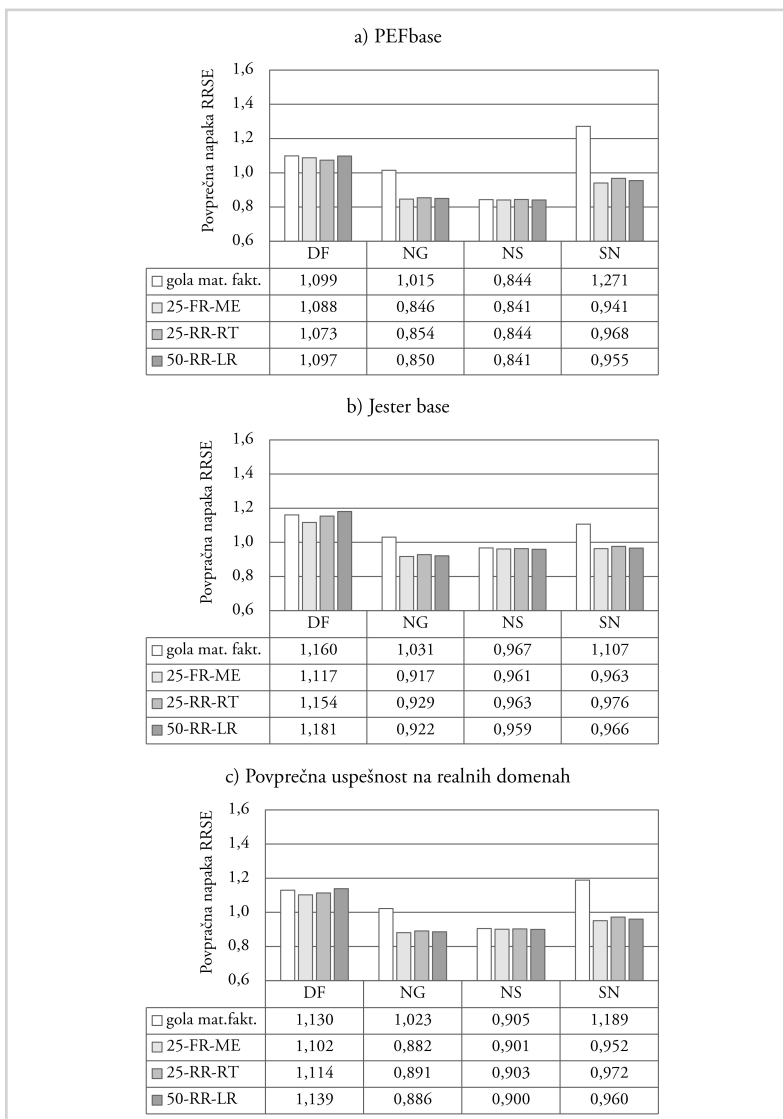 a) PEFbase
Povprečna napaka RRSE
1,6
1,4
1,2
1,0
0,8
0,6
DF NG NS SN
gola mat. fakt. 1,099 1,015 0,844 1,271
25-FR-ME 1,088 0,846 0,841 0,941
25-RR-RT 1,073 0,854 0,844 0,968
50-RR-LR 1,097 0,850 0,841 0,955
b) Jester base
Povpračna napaka RRSE
1,6
1,4
1,2
1,0
0,8
0,6
DF NG NS SN
gola mat. fakt. 1,160 1,031 0,967 1,107
25-FR-ME 1,117 0,917 0,961 0,963
25-RR-RT 1,154 0,929 0,963 0,976
50-RR-LR 1,181 0,922 0,959 0,966
c) Povprečna uspešnost na realnih domenah
Povpračna napaka RRSE
1,6
1,4
1,2
1,0
0,8
0,6
DF NG NS SN
gola mat.fakt. 1,130 1,023 0,905 1,189
25-FR-ME 1,102 0,882 0,901 0,952
25-RR-RT 1,114 0,891 0,903 0,972
50-RR-LR 1,139 0,886 0,900 0,960